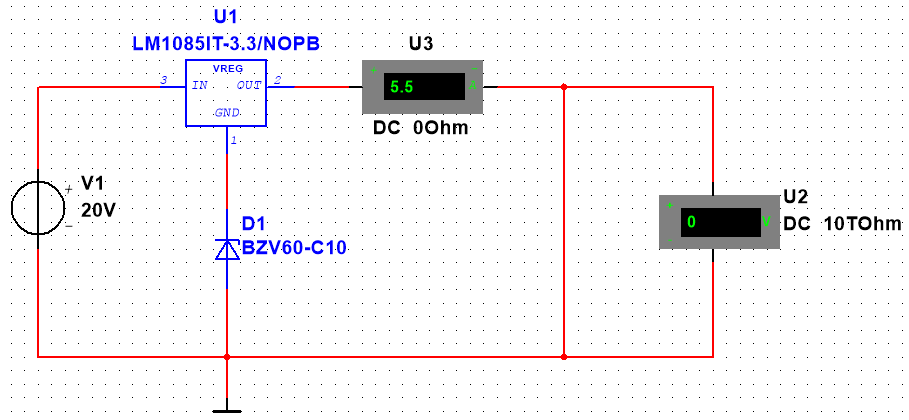 U1
LM1085IT-3.3/NOPB
VREG
3 IN OUT 2
GND
1
U3
+ -
5.5 A
DC 0Ohm
V1
+
20V
-
D1
BZV60-C10
U2
+
0 V
DC 10TOhm
-